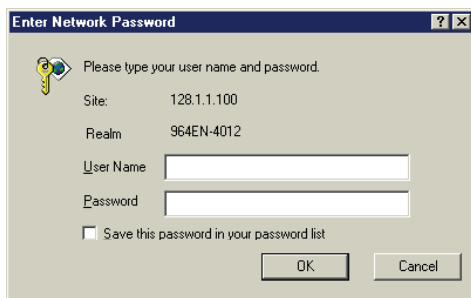 Enter Network Password
Please type your user name and password.
Site: 128.1.1.100
Realm 964EN-4012
User Name
Password
Save this password in your password list
OK Cancel